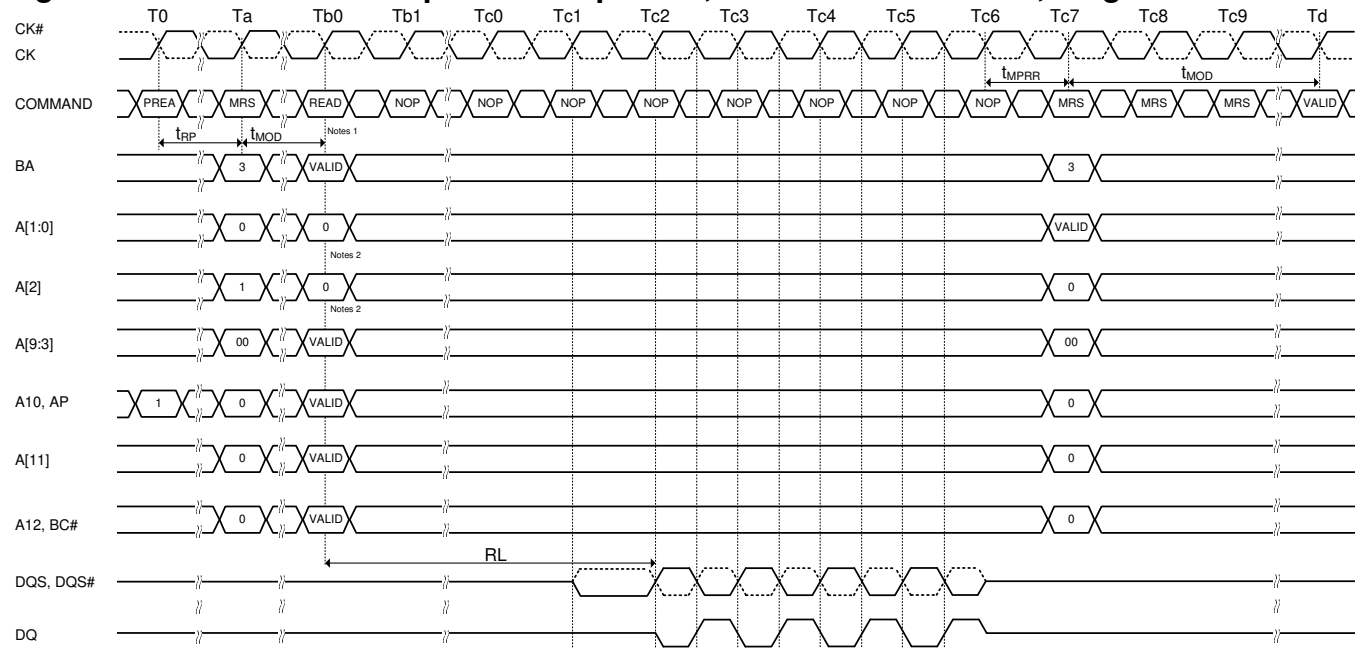 T0 Ta Tb0 Tb1 Tc0 Tc1 Tc2 Tc3 Tc4 Tc5 Tc6 Tc7 Tc8 Tc9 Td
CK#
CK
tMPRR tMOD
COMMAND PREA MRS READ NOP NOP NOP NOP NOP NOP NOP NOP MRS MRS MRS VALID
tRP tMOD Notes 1
BA 3 VALID 3
A[1:0] 0 0 VALID
Notes 2
A[2] 1 0 0
Notes 2
A[9:3] 00 VALID 00
A10, AP 1 0 VALID 0
A[11] 0 VALID 0
A12, BC# 0 VALID 0
RL
DQS, DQS#
DQ